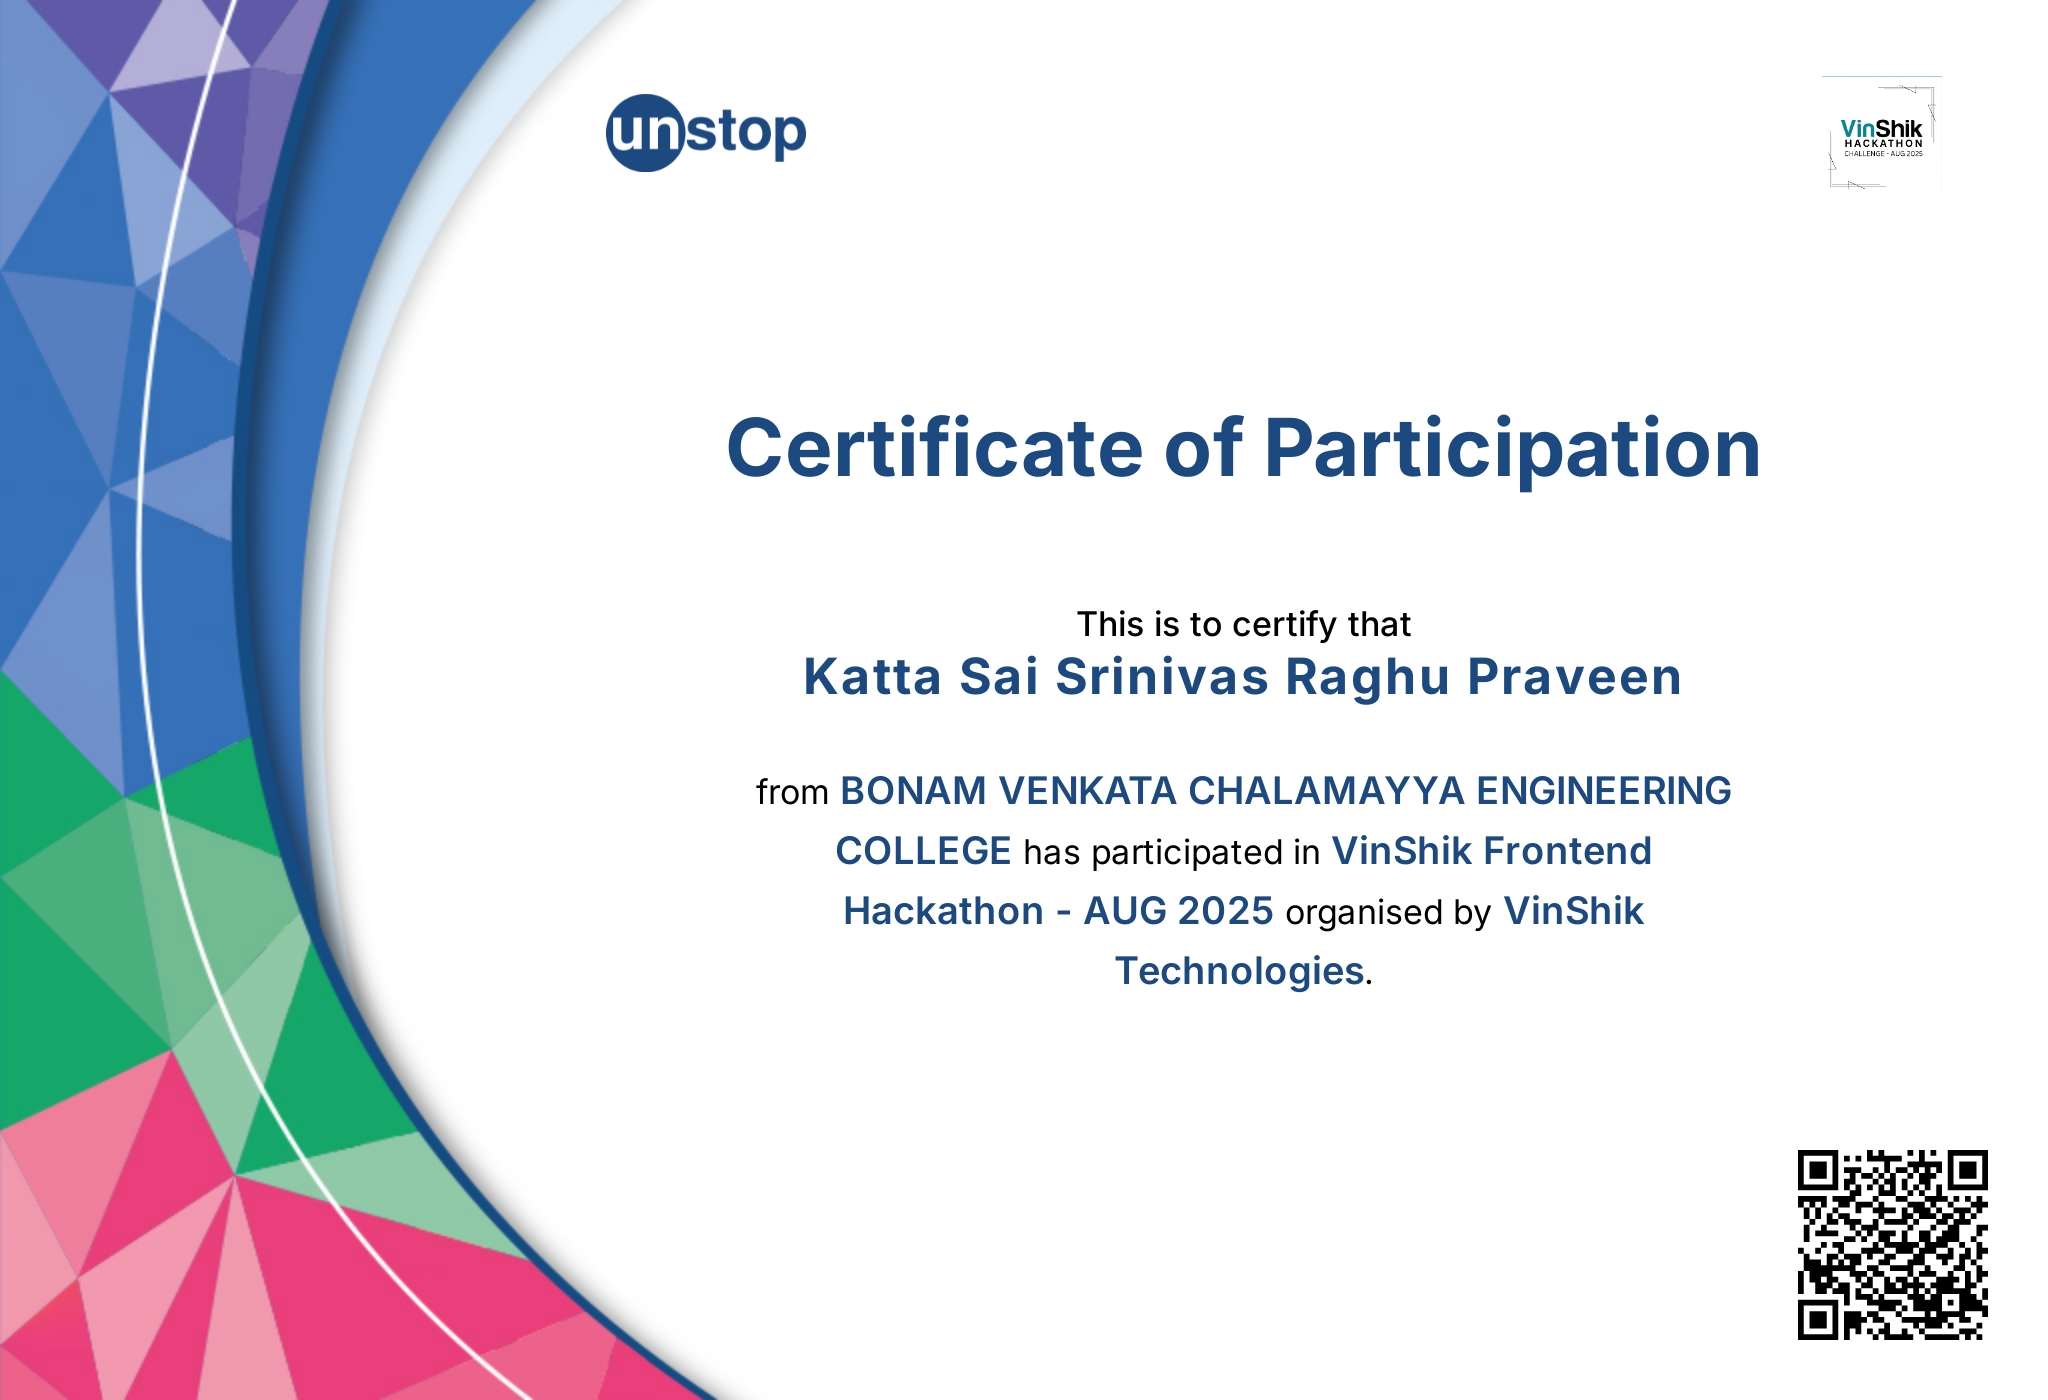 unstop
VinShik
HACKATHON
CHALLENGE - AUG 2025
Certificate of Participation
This is to certify that
Katta Sai Srinivas Raghu Praveen
from BONAM VENKATA CHALAMAYYA ENGINEERING
COLLEGE has participated in VinShik Frontend
Hackathon - AUG 2025 organised by VinShik
Technologies.